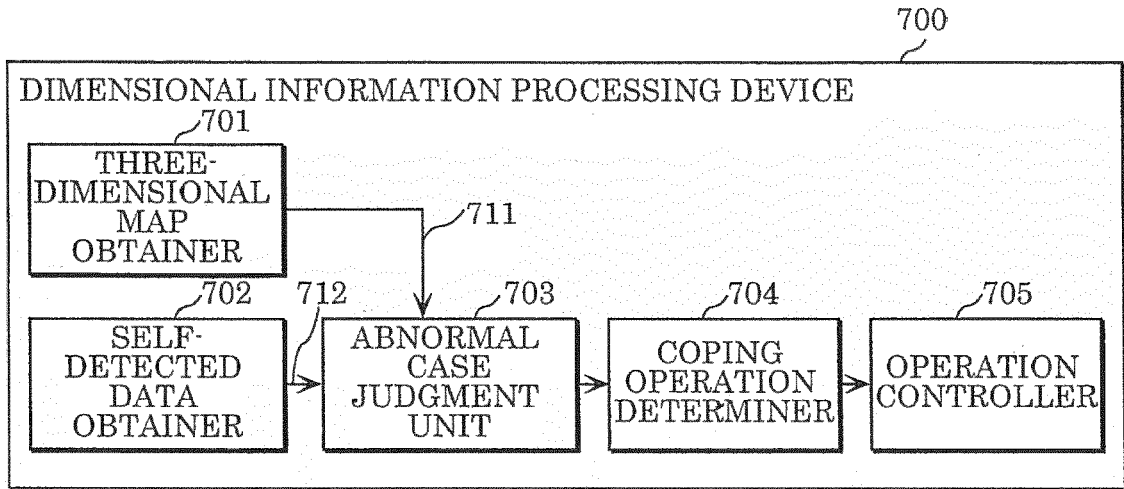 700
DIMENSIONAL INFORMATION PROCESSING DEVICE
701
THREE-
DIMENSIONAL
MAP
OBTAINER
711
702
SELF-
DETECTED
DATA
OBTAINER
712
703
ABNORMAL
CASE
JUDGMENT
UNIT
704
COPING
OPERATION
DETERMINER
705
OPERATION
CONTROLLER